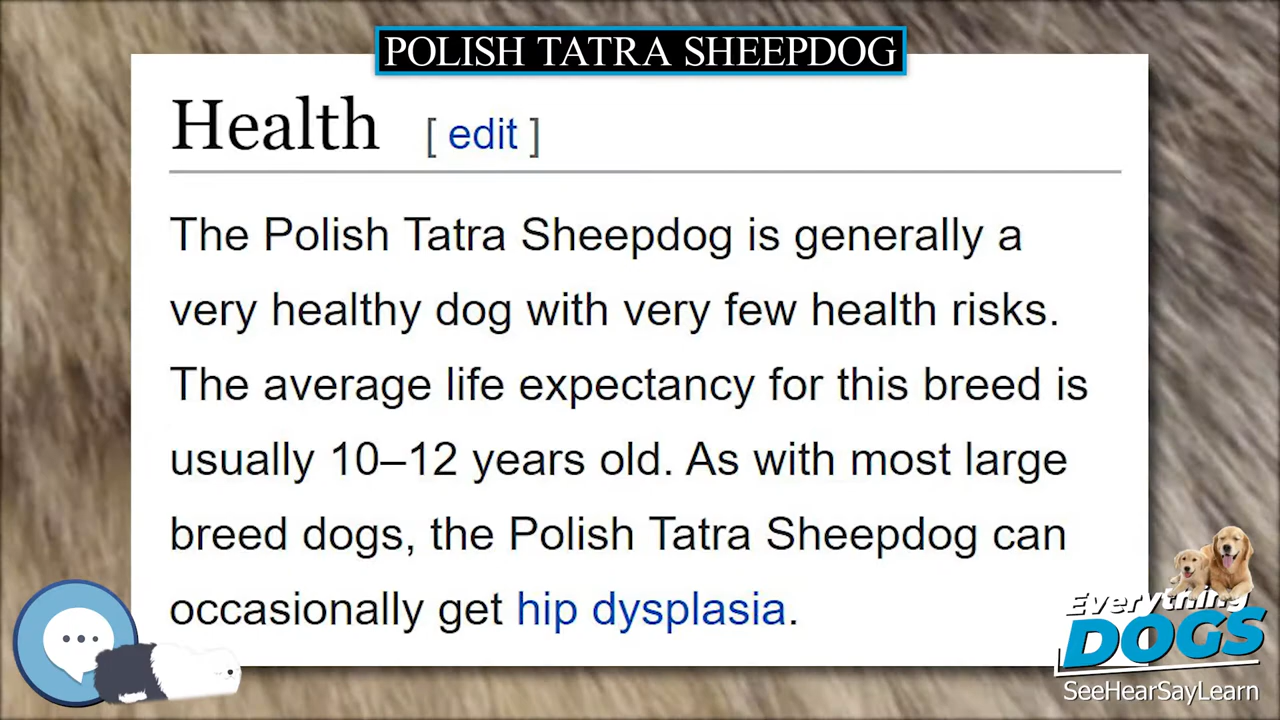 POLISH TATRA SHEEPDOG
Health [ edit ]
The Polish Tatra Sheepdog is generally a
very healthy dog with very few health risks.
The average life expectancy for this breed is
usually 10–12 years old. As with most large
breed dogs, the Polish Tatra Sheepdog can
occasionally get hip dysplasia.
Everything
DOGS
SeeHearSayLearn